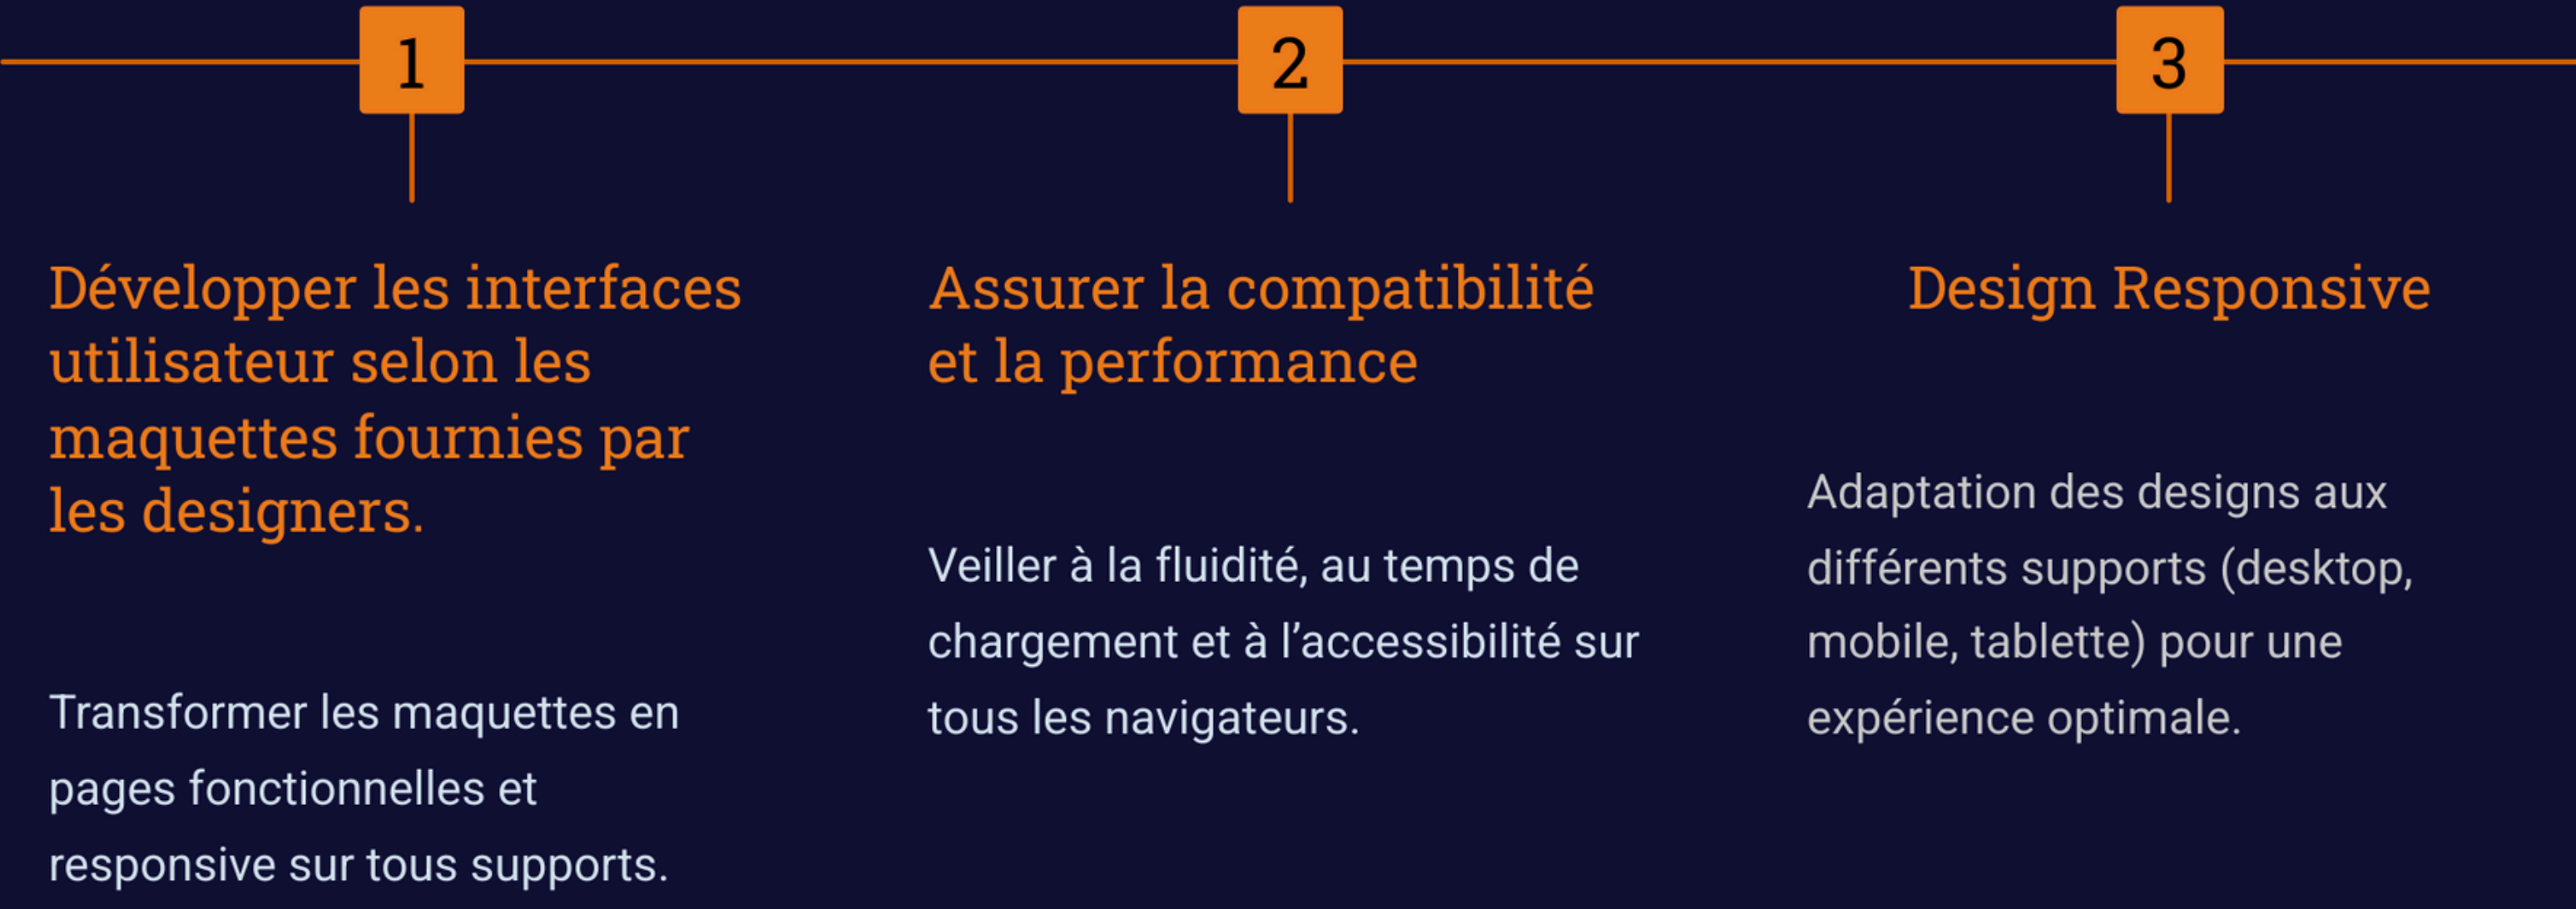 1
Développer les interfaces
utilisateur selon les
maquettes fournies par
les designers.
Transformer les maquettes en
pages fonctionnelles et
responsive sur tous supports.
2
Assurer la compatibilité
et la performance
Veiller à la fluidité, au temps de
chargement et à l’accessibilité sur
tous les navigateurs.
3
Design Responsive
Adaptation des designs aux
différents supports (desktop,
mobile, tablette) pour une
expérience optimale.